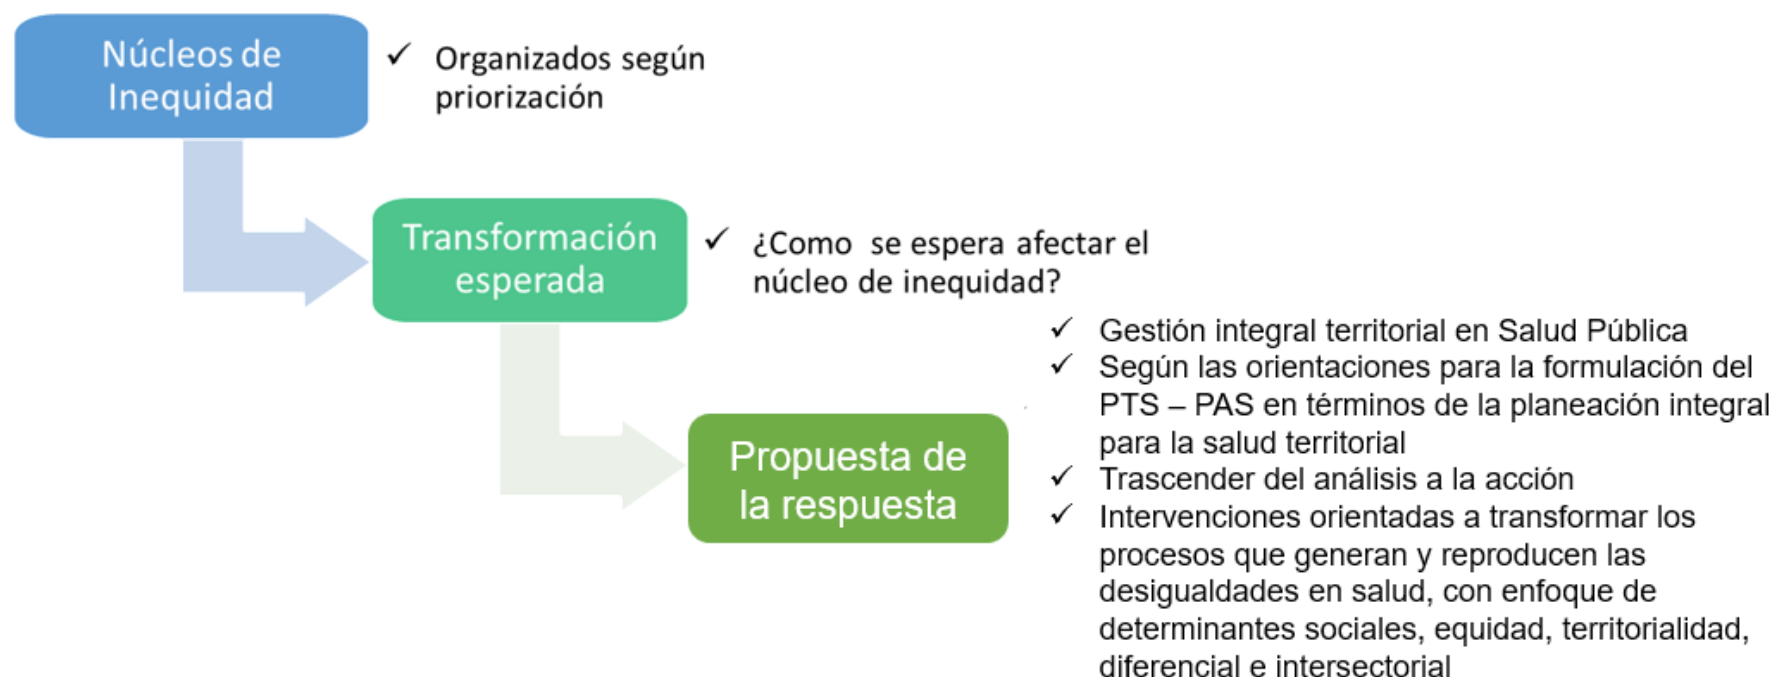 Núcleos de
Inequidad
✓ Organizados según
priorización
Transformación
esperada
✓ ¿Como se espera afectar el
núcleo de inequidad?
Propuesta de
la respuesta
✓ Gestión integral territorial en Salud Pública
✓ Según las orientaciones para la formulación del
PTS – PAS en términos de la planeación integral
para la salud territorial
✓ Trascender del análisis a la acción
✓ Intervenciones orientadas a transformar los
procesos que generan y reproducen las
desigualdades en salud, con enfoque de
determinantes sociales, equidad, territorialidad,
diferencial e intersectorial